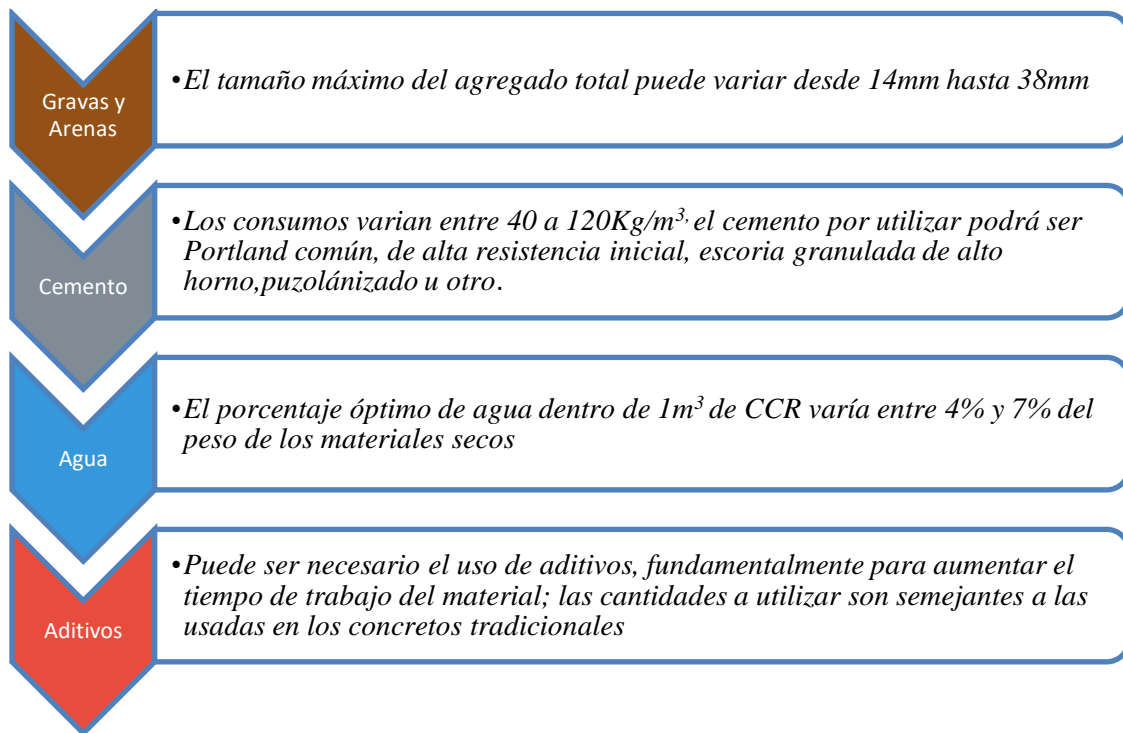 Gravas y
Arenas
•El tamaño máximo del agregado total puede variar desde 14mm hasta 38mm
Cemento
•Los consumos varian entre 40 a 120Kg/m³, el cemento por utilizar podrá ser
Portland común, de alta resistencia inicial, escoria granulada de alto
horno,puzolánizado u otro.
Agua
•El porcentaje óptimo de agua dentro de 1m³ de CCR varía entre 4% y 7% del
peso de los materiales secos
Aditivos
•Puede ser necesario el uso de aditivos, fundamentalmente para aumentar el
tiempo de trabajo del material; las cantidades a utilizar son semejantes a las
usadas en los concretos tradicionales